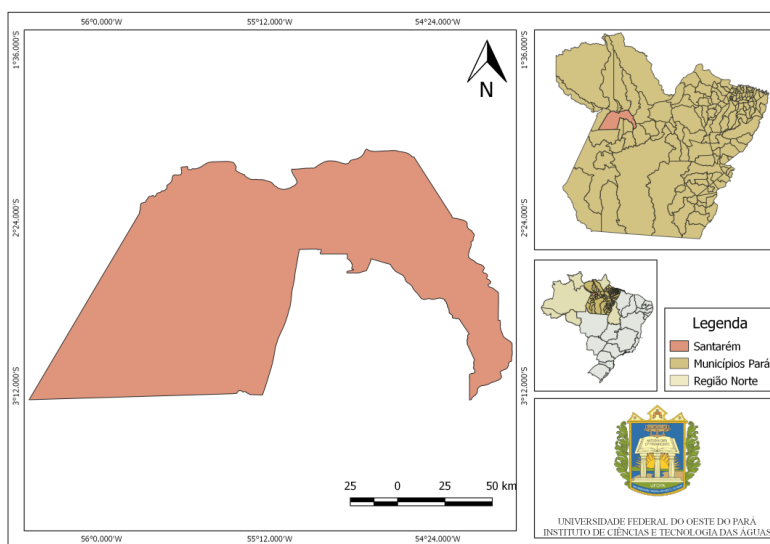 56°0.000'W 55°12.000'W 54°24.000'W
1°36.000'S
1°36.000'S
N
2°24.000'S
2°24.000'S
3°12.000'S
3°12.000'S
25 0 25 50 km
56°0.000'W 55°12.000'W 54°24.000'W
Legenda
Santarém
Municípios Pará
Região Norte
UNIVERSIDADE FEDERAL DO OESTE DO PARÁ
INSTITUTO DE CIÊNCIAS E TECNOLOGIA DAS ÁGUAS